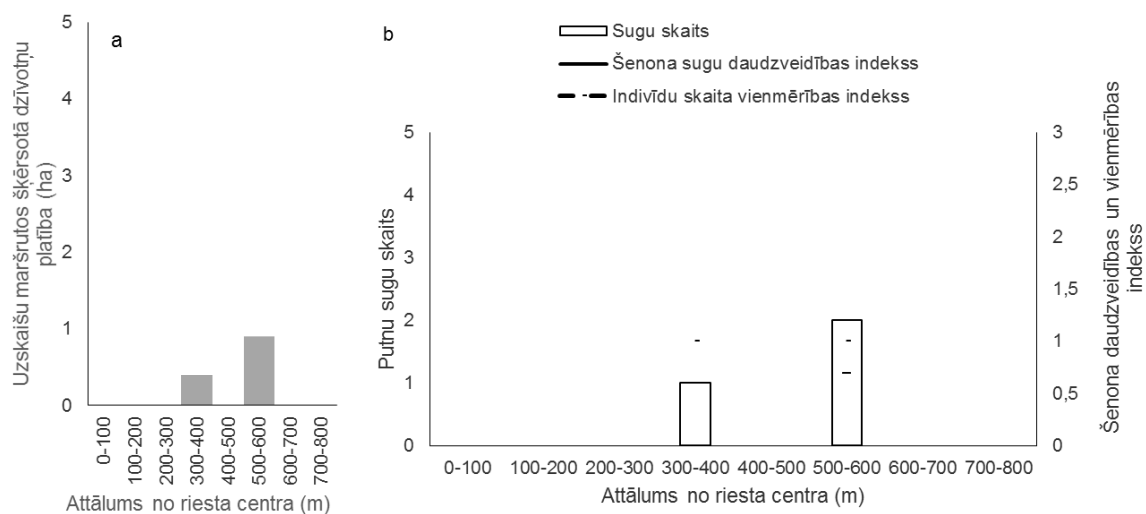 a
Uzskaišu maršrutos šķērsotā dzīvotņu
platība (ha)
5
4
3
2
1
0
0-100
100-200
200-300
300-400
400-500
500-600
600-700
700-800
Attālums no riesta centra (m)
b
Sugu skaits
Šenona sugu daudzveidības indekss
Indivīdu skaita vienmērības indekss
Putnu sugu skaits
5
4
3
2
1
0
3
2,5
2
1,5
1
0,5
0
Šenona daudzveidības un vienmērības
indekss
0-100 100-200 200-300 300-400 400-500 500-600 600-700 700-800
Attālums no riesta centra (m)